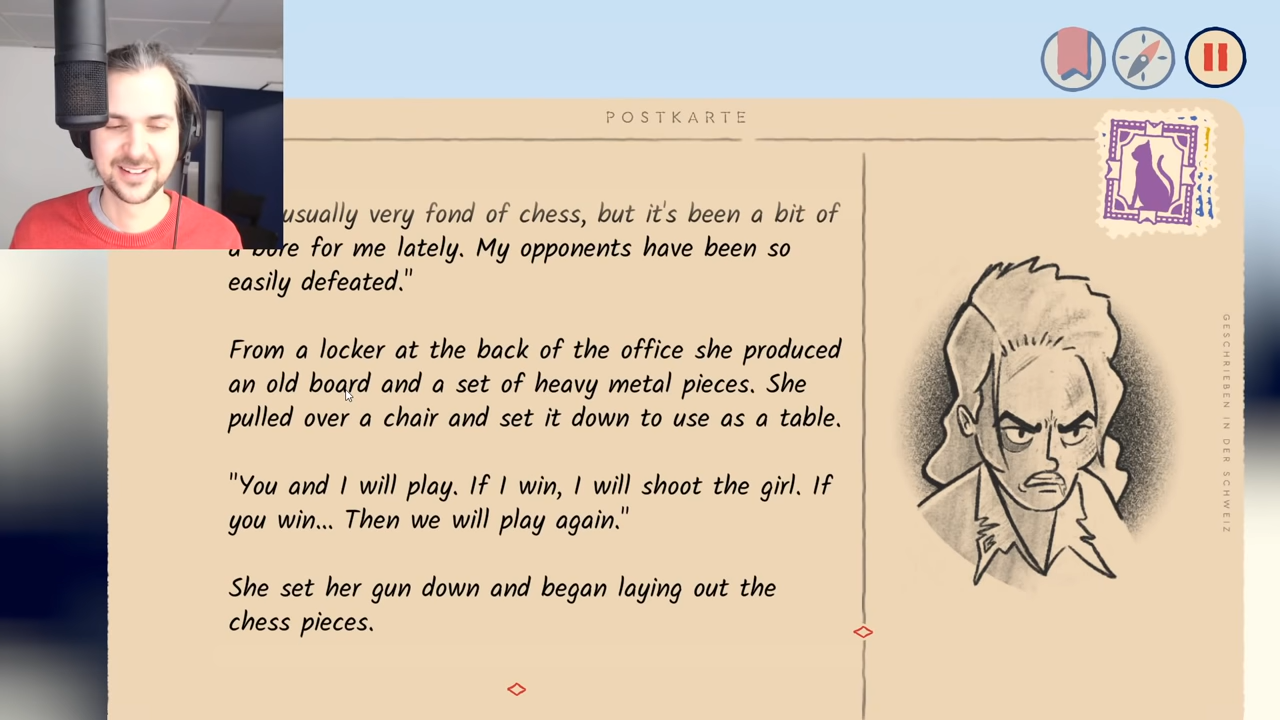 POSTKARTE
usually very fond of chess, but it's been a bit of
a bore for me lately. My opponents have been so
easily defeated."
From a locker at the back of the office she produced
an old board and a set of heavy metal pieces. She
pulled over a chair and set it down to use as a table.
"You and I will play. If I win, I will shoot the girl. If
you win... Then we will play again."
She set her gun down and began laying out the
chess pieces.
GESCHRIEBEN IN DER SCHWEIZ